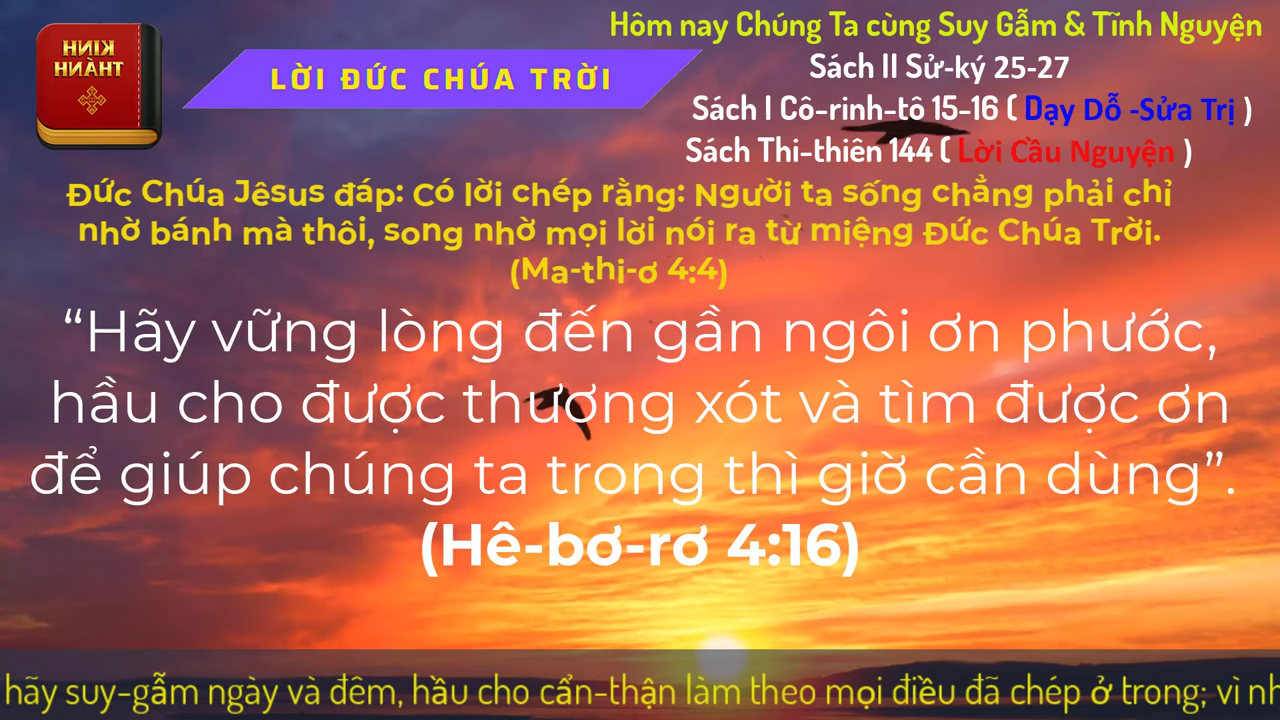 KINH
THÁNH
LỜI ĐỨC CHÚA TRỜI
Hôm nay Chúng Ta cùng Suy Gẫm & Tĩnh Nguyện
Sách II Sử-ký 25-27
Sách I Cô-rinh-tô 15-16 ( Dạy Dỗ -Sửa Trị )
Sách Thi-thiên 144 ( Lời Cầu Nguyện )
Đức Chúa Jêsus đáp: Có lời chép rằng: Người ta sống chẳng phải chỉ
nhờ bánh mà thôi, song nhờ mọi lời nói ra từ miệng Đức Chúa Trời.
(Ma-thi-ơ 4:4)
“Hãy vững lòng đến gần ngôi ơn phước,
hầu cho được thương xót và tìm được ơn
để giúp chúng ta trong thì giờ cần dùng”.
(Hê-bơ-rơ 4:16)
hãy suy-gẫm ngày và đêm, hầu cho cẩn-thận làm theo mọi điều đã chép ở trong; vì nh